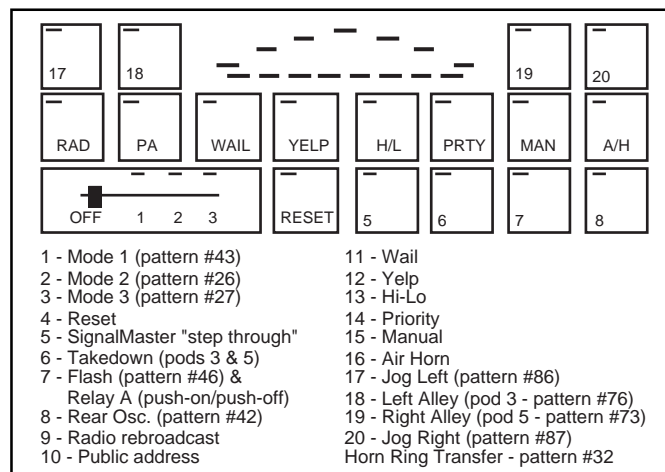 17 18 19 20
RAD PA WAIL YELP H/L PRTY MAN A/H
OFF 1 2 3 RESET 5 6 7 8
1 - Mode 1 (pattern #43)
2 - Mode 2 (pattern #26)
3 - Mode 3 (pattern #27)
4 - Reset
5 - SignalMaster "step through"
6 - Takedown (pods 3 & 5)
7 - Flash (pattern #46) &
Relay A (push-on/push-off)
8 - Rear Osc. (pattern #42)
9 - Radio rebroadcast
10 - Public address
11 - Wail
12 - Yelp
13 - Hi-Lo
14 - Priority
15 - Manual
16 - Air Horn
17 - Jog Left (pattern #86)
18 - Left Alley (pod 3 - pattern #76)
19 - Right Alley (pod 5 - pattern #73)
20 - Jog Right (pattern #87)
Horn Ring Transfer - pattern #32